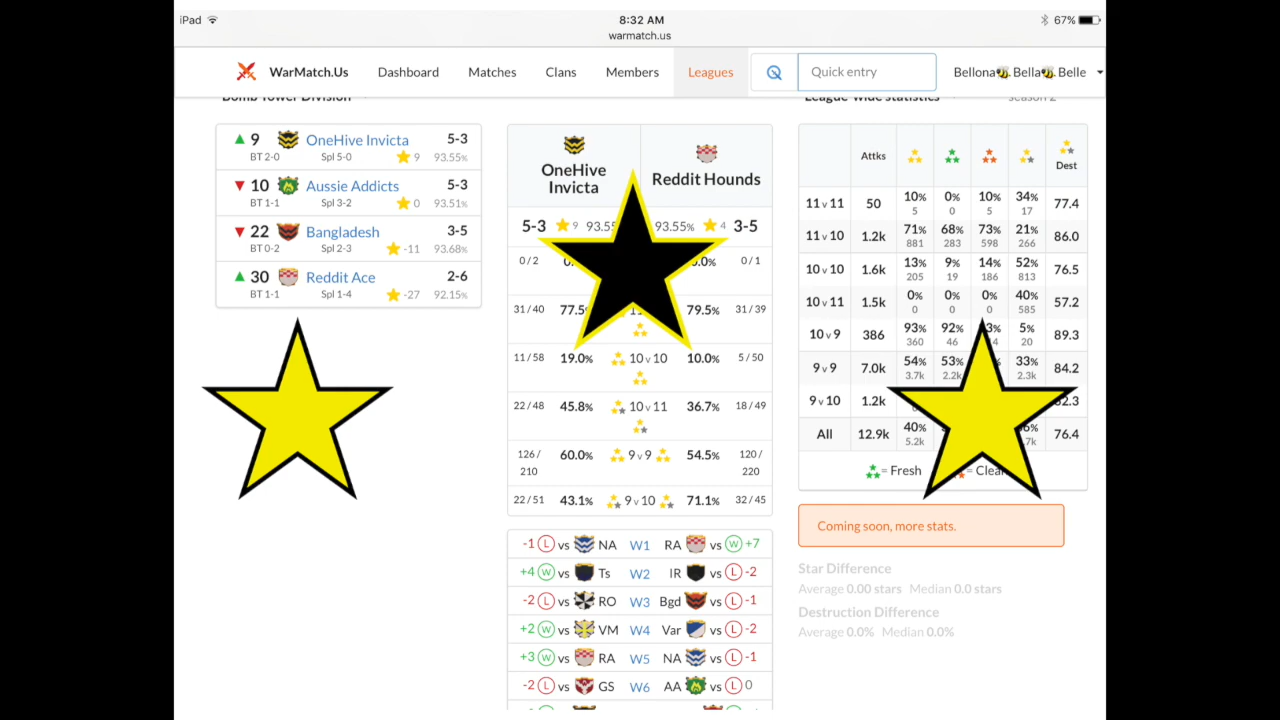 iPad 8:32 AM 67%
warmatch.us
WarMatch.Us Dashboard Matches Clans Members Leagues Quick entry Bellona🐝Bella🐝Belle
Bomb Tower Division
9 OneHive Invicta 5-3
BT 2-0 Spl 5-0 9 93.55%
10 Aussie Addicts 5-3
BT 1-1 Spl 3-2 0 93.51%
22 Bangladesh 3-5
BT 0-2 Spl 2-3 -11 93.68%
30 Reddit Ace 2-6
BT 1-1 Spl 1-4 -27 92.15%
OneHive Invicta
Reddit Hounds
5-3 9 93.55 93.55% 4 3-5
0/2 0/1
31/40 77.5 79.5% 31/39
11/58 19.0% 10 v 10 10.0% 5/50
22/48 45.8% 10 v 11 36.7% 18/49
126/210 60.0% 9 v 9 54.5% 120/220
22/51 43.1% 9 v 10 71.1% 32/45
-1 L vs NA W1 RA vs W +7
+4 W vs Ts W2 IR vs L -2
-2 L vs RO W3 Bgd vs L -1
+2 W vs VM W4 Var vs L -2
+3 W vs RA W5 NA vs L -1
-2 L vs GS W6 AA vs L 0
League-wide statistics season 2
Attks Dest
11 v 11 50 10% 0% 10% 34% 77.4
5 0 5 17
11 v 10 1.2k 71% 68% 73% 21% 86.0
881 283 598 266
10 v 10 1.6k 13% 9% 14% 52% 76.5
205 19 186 813
10 v 11 1.5k 0% 0% 0% 40% 57.2
0 0 0 585
10 v 9 386 93% 92% 5% 89.3
360 46 20
9 v 9 7.0k 54% 53% 33% 84.2
3.7k 2.2k 2.3k
9 v 10 1.2k
All 12.9k 40% 76.4
5.2k
= Fresh
Coming soon, more stats.
Star Difference
Average 0.00 stars Median 0.0 stars
Destruction Difference
Average 0.0% Median 0.0%